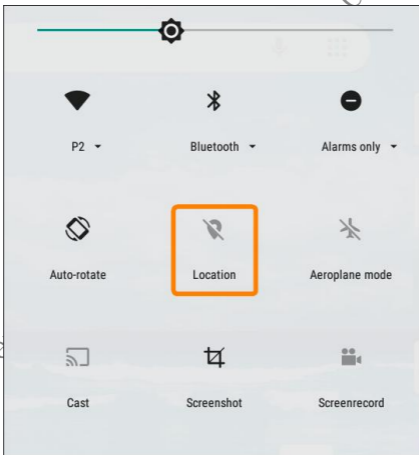 P2
Bluetooth
Alarms only
Auto-rotate
Location
Aeroplane mode
Cast
Screenshot
Screenrecord